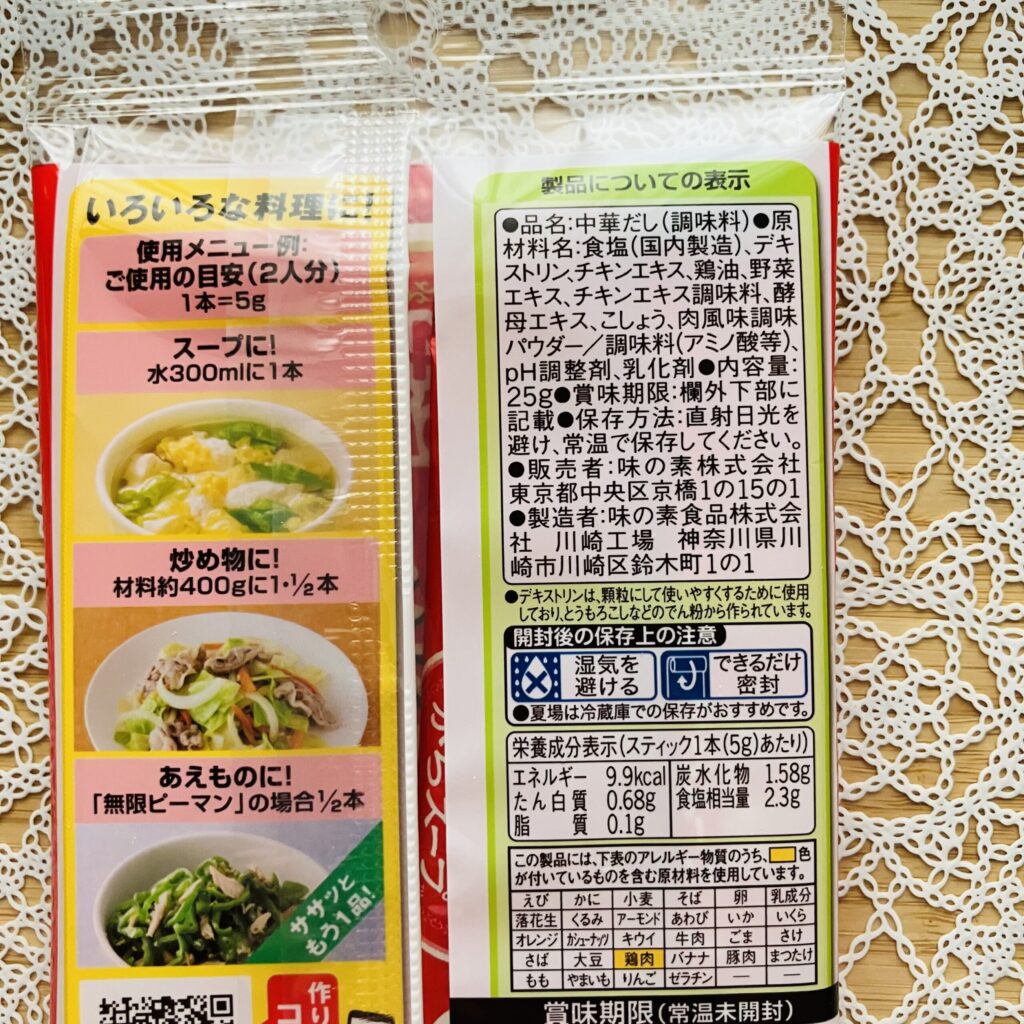 いろいろな料理に!
使用メニュー例:
ご使用の目安(2人分)
1本=5g
スープに!
水300mlに1本
炒め物に!
材料約400gに1・½本
あえものに!
「無限ピーマン」の場合½本
ササッと
もう1品!
作り
コ
がらスープ
製品についての表示
●品名:中華だし(調味料)●原
材料名:食塩(国内製造)、デキ
ストリン、チキンエキス、鶏油、野菜
エキス、チキンエキス調味料、酵
母エキス、こしょう、肉風味調味
パウダー/調味料(アミノ酸等)、
pH調整剤、乳化剤●内容量:
25g●賞味期限:欄外下部に
記載●保存方法:直射日光を
避け、常温で保存してください。
●販売者:味の素株式会社
東京都中央区京橋1の15の1
●製造者:味の素食品株式会
社 川崎工場 神奈川県川
崎市川崎区鈴木町1の1
●デキストリンは、顆粒にして使いやすくするために使用
しており、とうもろこしなどのでん粉から作られています。
開封後の保存上の注意
湿気を
避ける
できるだけ
密封
●夏場は冷蔵庫での保存がおすすめです。
栄養成分表示(スティック1本(5g)あたり)
エネルギー 9.9kcal 炭水化物 1.58g
たん白質 0.68g 食塩相当量 2.3g
脂質 0.1g
この製品には、下表のアレルギー物質のうち、色
が付いているものを含む原材料を使用しています。
えび かに 小麦 そば 卵 乳成分
落花生 くるみ アーモンド あわび いか いくら
オレンジ カシューナッツ キウイ 牛肉 ごま さけ
さば 大豆 鶏肉 バナナ 豚肉 まつたけ
もも やまいも りんご ゼラチン — —
賞味期限(常温未開封)